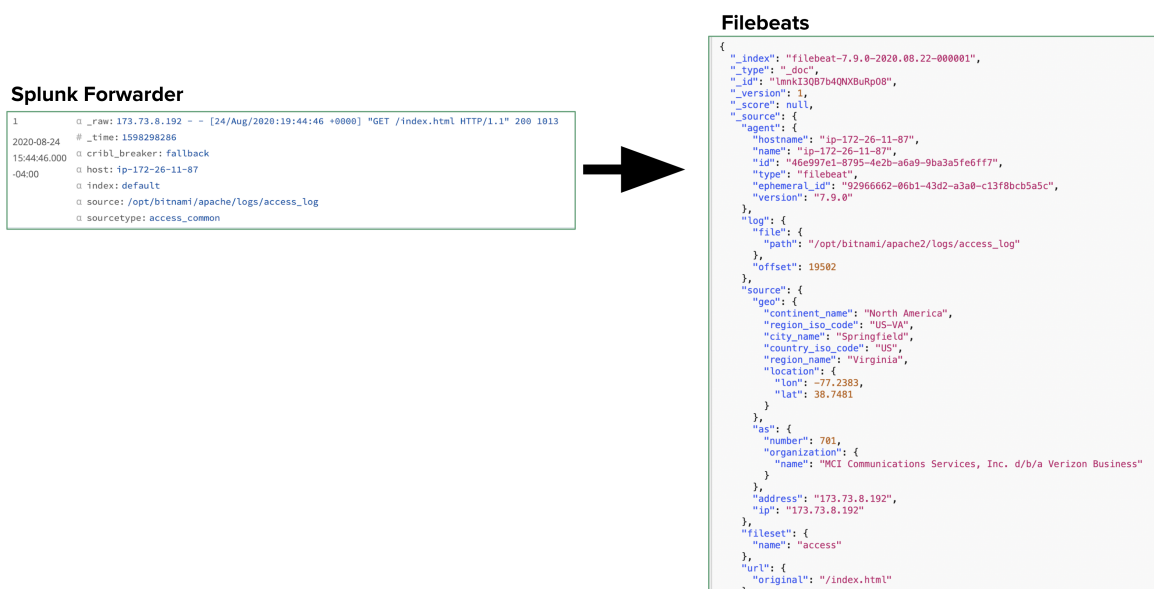 Splunk Forwarder
1
2020-08-24
15:44:46.000
-04:00
α _raw: 173.73.8.192 - - [24/Aug/2020:19:44:46 +0000] "GET /index.html HTTP/1.1" 200 1013
# _time: 1598298286
α cribl_breaker: fallback
α host: ip-172-26-11-87
α index: default
α source: /opt/bitnami/apache/logs/access_log
α sourcetype: access_common
Filebeats
{
"_index": "filebeat-7.9.0-2020.08.22-000001",
"_type": "_doc",
"_id": "lmnkI3QB7b4QNXBuRpO8",
"_version": 1,
"_score": null,
"_source": {
"agent": {
"hostname": "ip-172-26-11-87",
"name": "ip-172-26-11-87",
"id": "46e997e1-8795-4e2b-a6a9-9ba3a5fe6ff7",
"type": "filebeat",
"ephemeral_id": "92966662-06b1-43d2-a3a0-c13f8bcb5a5c",
"version": "7.9.0"
},
"log": {
"file": {
"path": "/opt/bitnami/apache2/logs/access_log"
},
"offset": 19502
},
"source": {
"geo": {
"continent_name": "North America",
"region_iso_code": "US-VA",
"city_name": "Springfield",
"country_iso_code": "US",
"region_name": "Virginia",
"location": {
"lon": -77.2383,
"lat": 38.7481
}
},
"as": {
"number": 701,
"organization": {
"name": "MCI Communications Services, Inc. d/b/a Verizon Business"
}
},
"address": "173.73.8.192",
"ip": "173.73.8.192"
},
"fileset": {
"name": "access"
},
"url": {
"original": "/index.html"